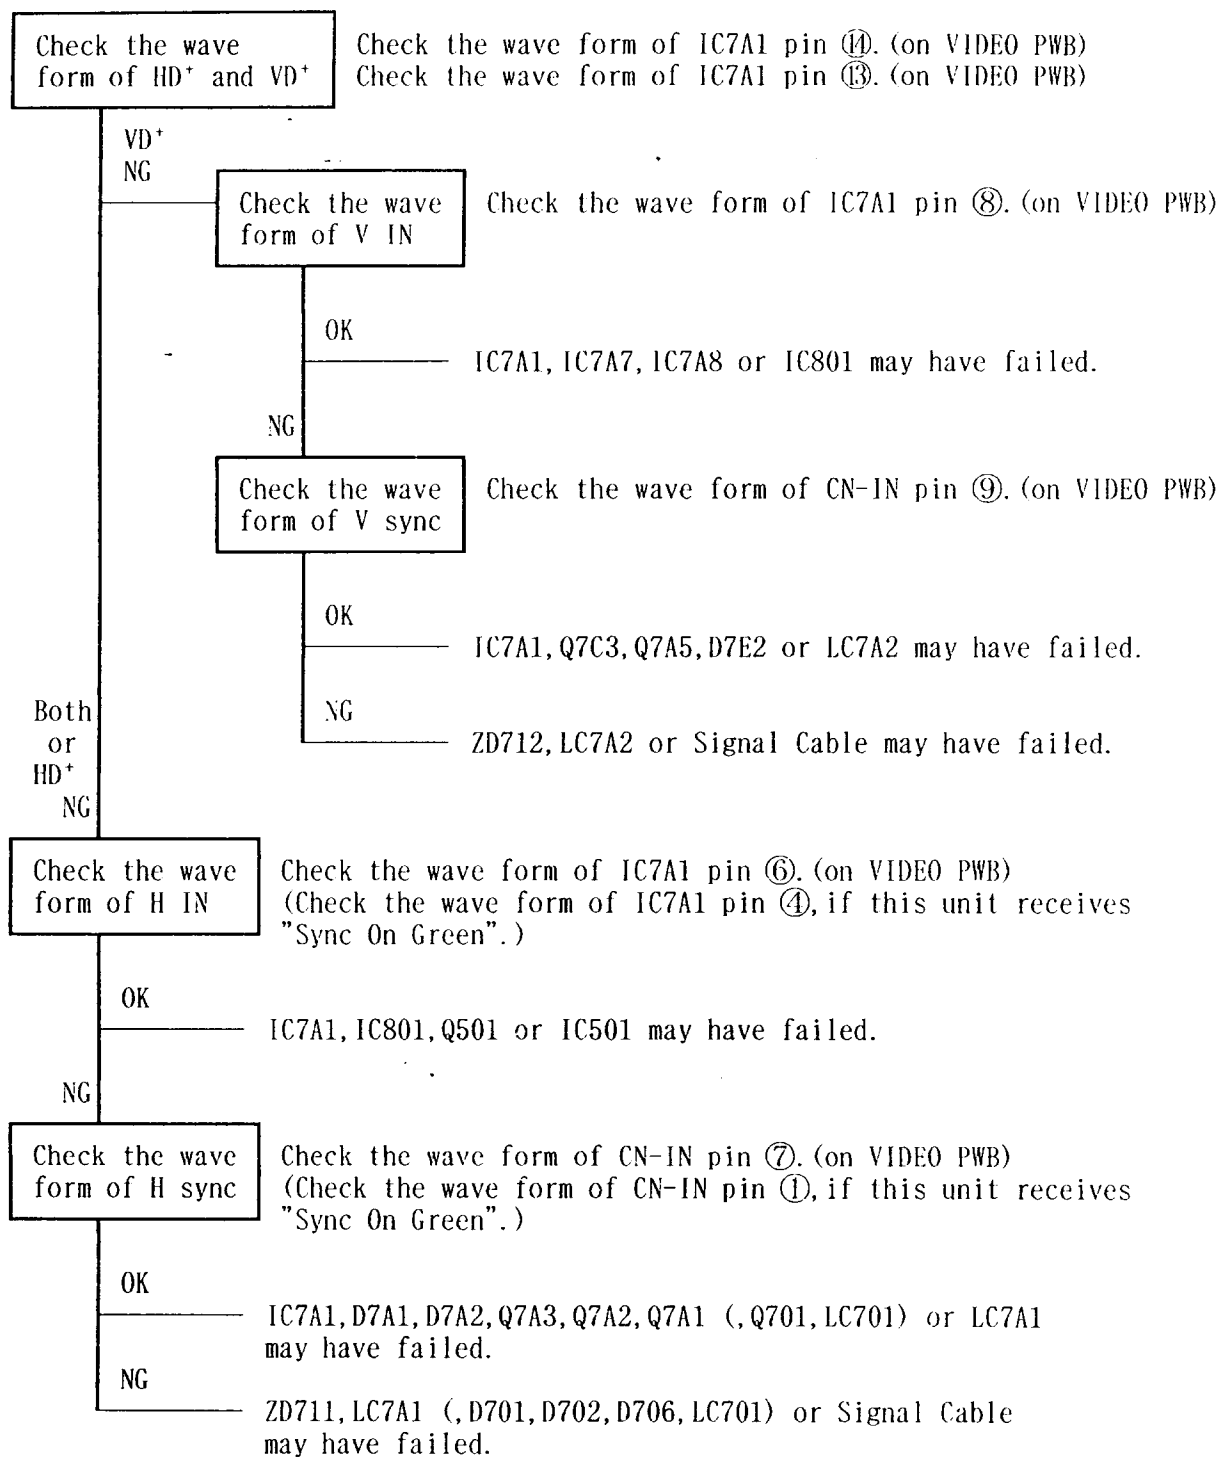 Check the wave
form of HD⁺ and VD⁺
Check the wave form of IC7A1 pin ⑭. (on VIDEO PWB)
Check the wave form of IC7A1 pin ⑬. (on VIDEO PWB)
VD⁺
NG
Check the wave
form of V IN
Check the wave form of IC7A1 pin ⑧. (on VIDEO PWB)
OK
IC7A1, IC7A7, IC7A8 or IC801 may have failed.
NG
Check the wave
form of V sync
Check the wave form of CN-IN pin ⑨. (on VIDEO PWB)
OK
IC7A1, Q7C3, Q7A5, D7E2 or LC7A2 may have failed.
NG
ZD712, LC7A2 or Signal Cable may have failed.
Both
or
HD⁺
NG
Check the wave
form of H IN
Check the wave form of IC7A1 pin ⑥. (on VIDEO PWB)
(Check the wave form of IC7A1 pin ④, if this unit receives
"Sync On Green".)
OK
IC7A1, IC801, Q501 or IC501 may have failed.
NG
Check the wave
form of H sync
Check the wave form of CN-IN pin ⑦. (on VIDEO PWB)
(Check the wave form of CN-IN pin ①, if this unit receives
"Sync On Green".)
OK
IC7A1, D7A1, D7A2, Q7A3, Q7A2, Q7A1 (, Q701, LC701) or LC7A1
may have failed.
NG
ZD711, LC7A1 (, D701, D702, D706, LC701) or Signal Cable
may have failed.